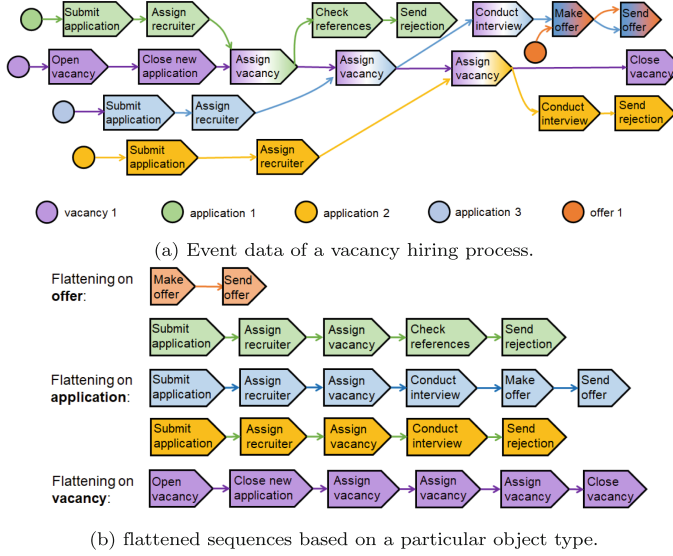 Submit application
Assign recruiter
Check references
Send rejection
Conduct interview
Make offer
Send offer
Open vacancy
Close new application
Assign vacancy
Assign vacancy
Assign vacancy
Close vacancy
Submit application
Assign recruiter
Conduct interview
Send rejection
Submit application
Assign recruiter
vacancy 1
application 1
application 2
application 3
offer 1
(a) Event data of a vacancy hiring process.
Flattening on offer:
Make offer
Send offer
Submit application
Assign recruiter
Assign vacancy
Check references
Send rejection
Flattening on application:
Submit application
Assign recruiter
Assign vacancy
Conduct interview
Make offer
Send offer
Submit application
Assign recruiter
Assign vacancy
Conduct interview
Send rejection
Flattening on vacancy:
Open vacancy
Close new application
Assign vacancy
Assign vacancy
Assign vacancy
Close vacancy
(b) flattened sequences based on a particular object type.